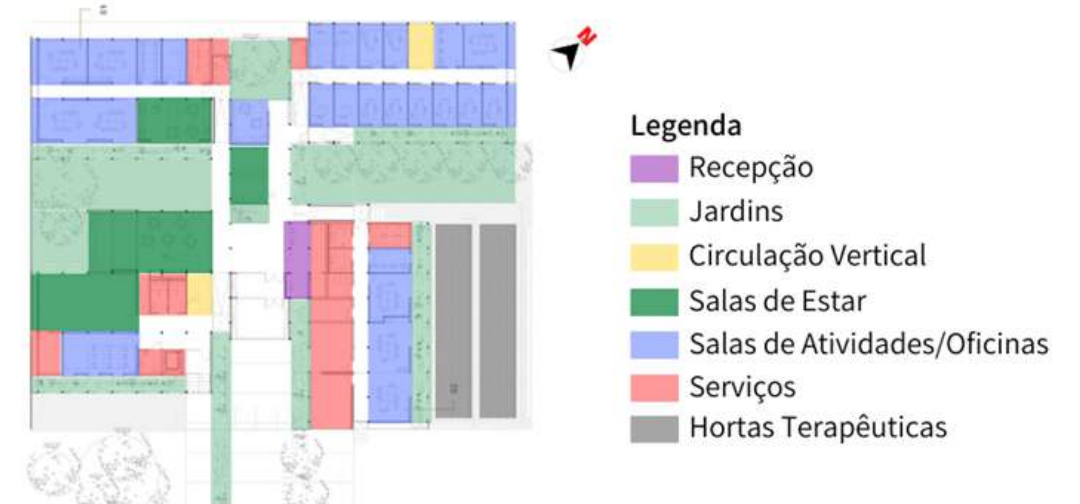 N
Legenda
Recepção
Jardins
Circulação Vertical
Salas de Estar
Salas de Atividades/Oficinas
Serviços
Hortas Terapêuticas